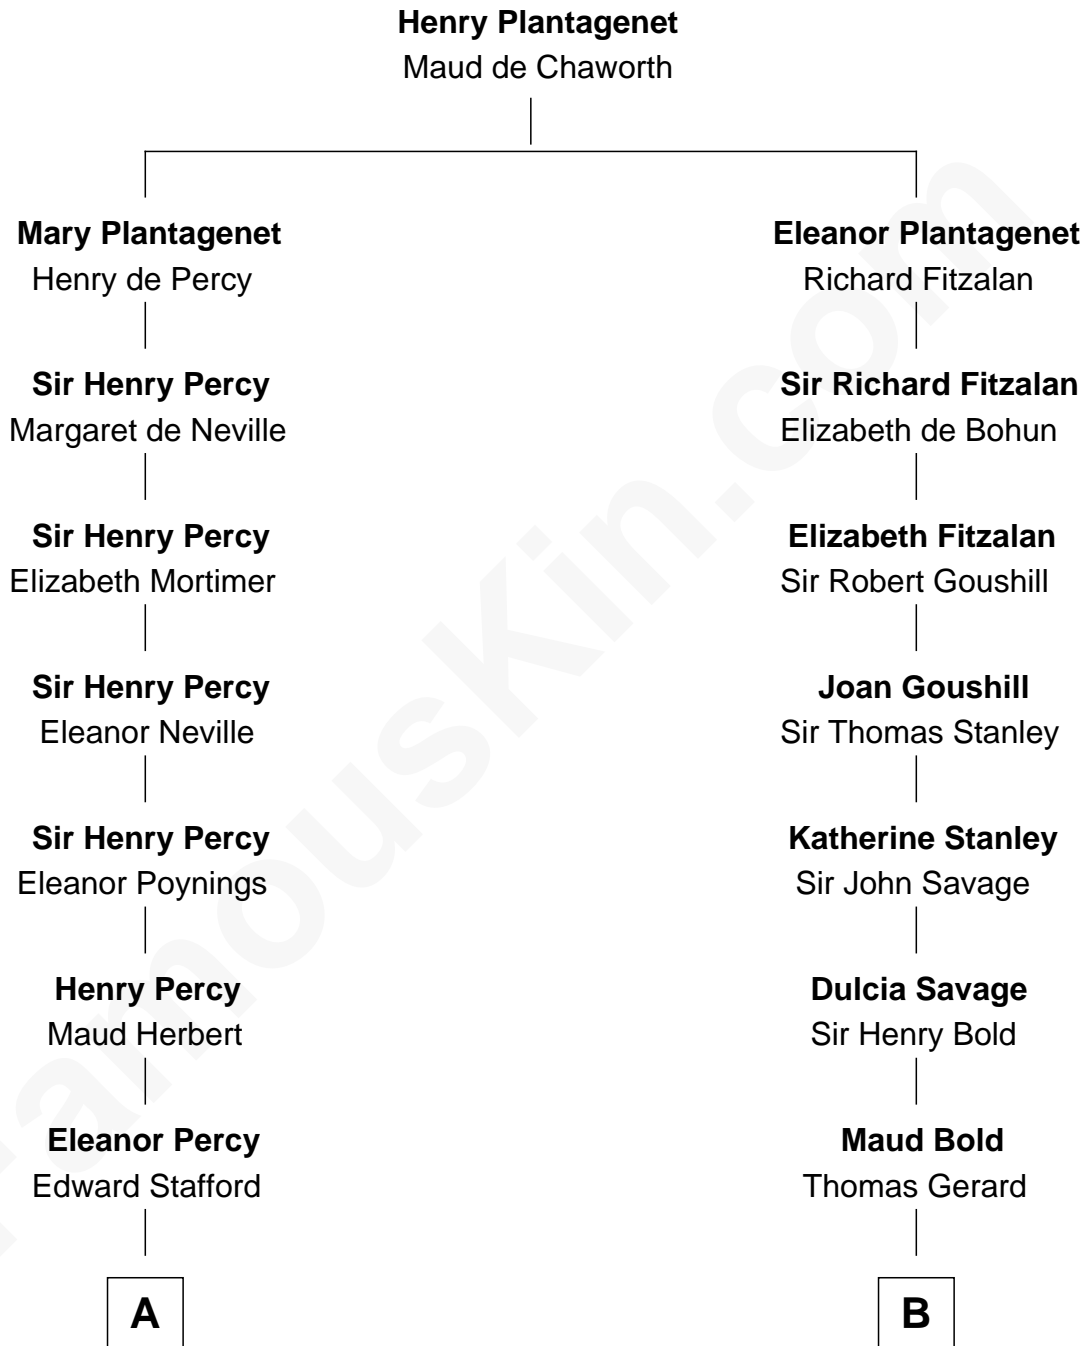 Henry Plantagenet
Maud de Chaworth
Mary Plantagenet
Henry de Percy
Eleanor Plantagenet
Richard Fitzalan
Sir Henry Percy
Margaret de Neville
Sir Richard Fitzalan
Elizabeth de Bohun
Sir Henry Percy
Elizabeth Mortimer
Elizabeth Fitzalan
Sir Robert Goushill
Sir Henry Percy
Eleanor Neville
Joan Goushill
Sir Thomas Stanley
Sir Henry Percy
Eleanor Poynings
Katherine Stanley
Sir John Savage
Henry Percy
Maud Herbert
Dulcia Savage
Sir Henry Bold
Eleanor Percy
Edward Stafford
Maud Bold
Thomas Gerard
A
B
FamousKin.com